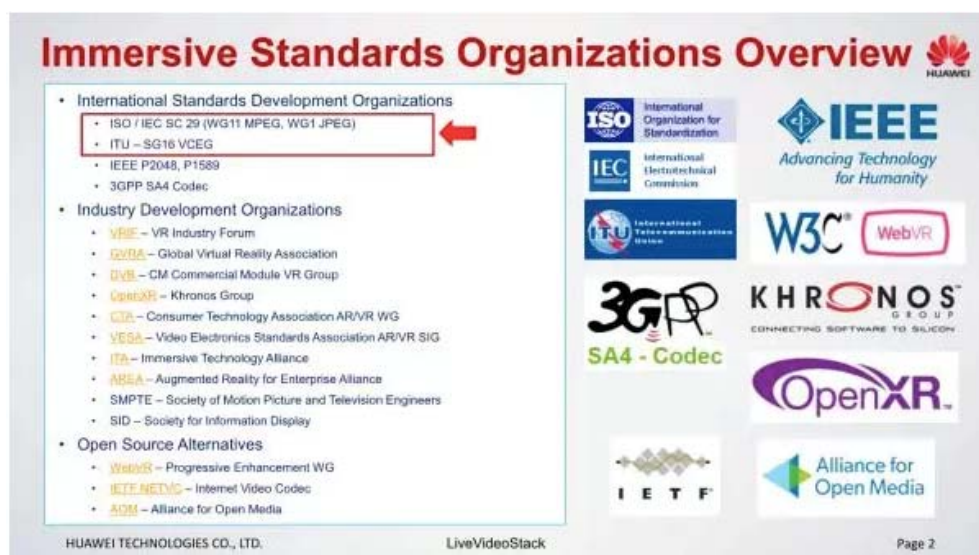 Immersive Standards Organizations Overview
HUAWEI
• International Standards Development Organizations
• ISO / IEC SC 29 (WG11 MPEG, WG1 JPEG)
• ITU – SG16 VCEG
• IEEE P2048, P1589
• 3GPP SA4 Codec
• Industry Development Organizations
• VRIF – VR Industry Forum
• GVRA – Global Virtual Reality Association
• DVB – CM Commercial Module VR Group
• OpenXR – Khronos Group
• CTA – Consumer Technology Association AR/VR WG
• VESA – Video Electronics Standards Association AR/VR SIG
• ITA – Immersive Technology Alliance
• AREA – Augmented Reality for Enterprise Alliance
• SMPTE – Society of Motion Picture and Television Engineers
• SID – Society for Information Display
• Open Source Alternatives
• WebVR – Progressive Enhancement WG
• IETF NETVC – Internet Video Codec
• AOM – Alliance for Open Media
ISO
International
Organization for
Standardization
IEC
International
Electrotechnical
Commission
ITU
International
Telecommunication
Union
IEEE
Advancing Technology
for Humanity
W3C®
WebVR
3GPP
SA4 - Codec
KHRONOS™
GROUP
CONNECTING SOFTWARE TO SILICON
OpenXR™
IETF
Alliance for
Open Media
HUAWEI TECHNOLOGIES CO., LTD.
LiveVideoStack
Page 2